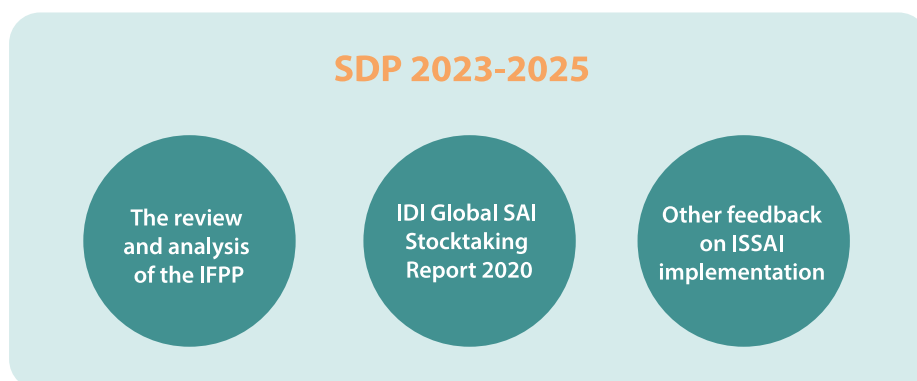 SDP 2023-2025
The review
and analysis
of the IFPP
IDI Global SAI
Stocktaking
Report 2020
Other feedback
on ISSAI
implementation